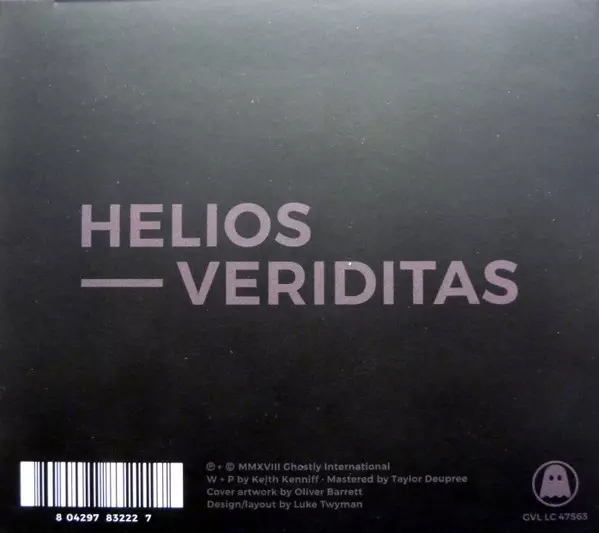 HELIOS
— VERIDITAS
℗ + © MMXVIII Ghostly International
W + P by Keith Kenniff · Mastered by Taylor Deupree
Cover artwork by Oliver Barrett
Design/layout by Luke Twyman
8 04297 83222 7
GVL·LC 47563